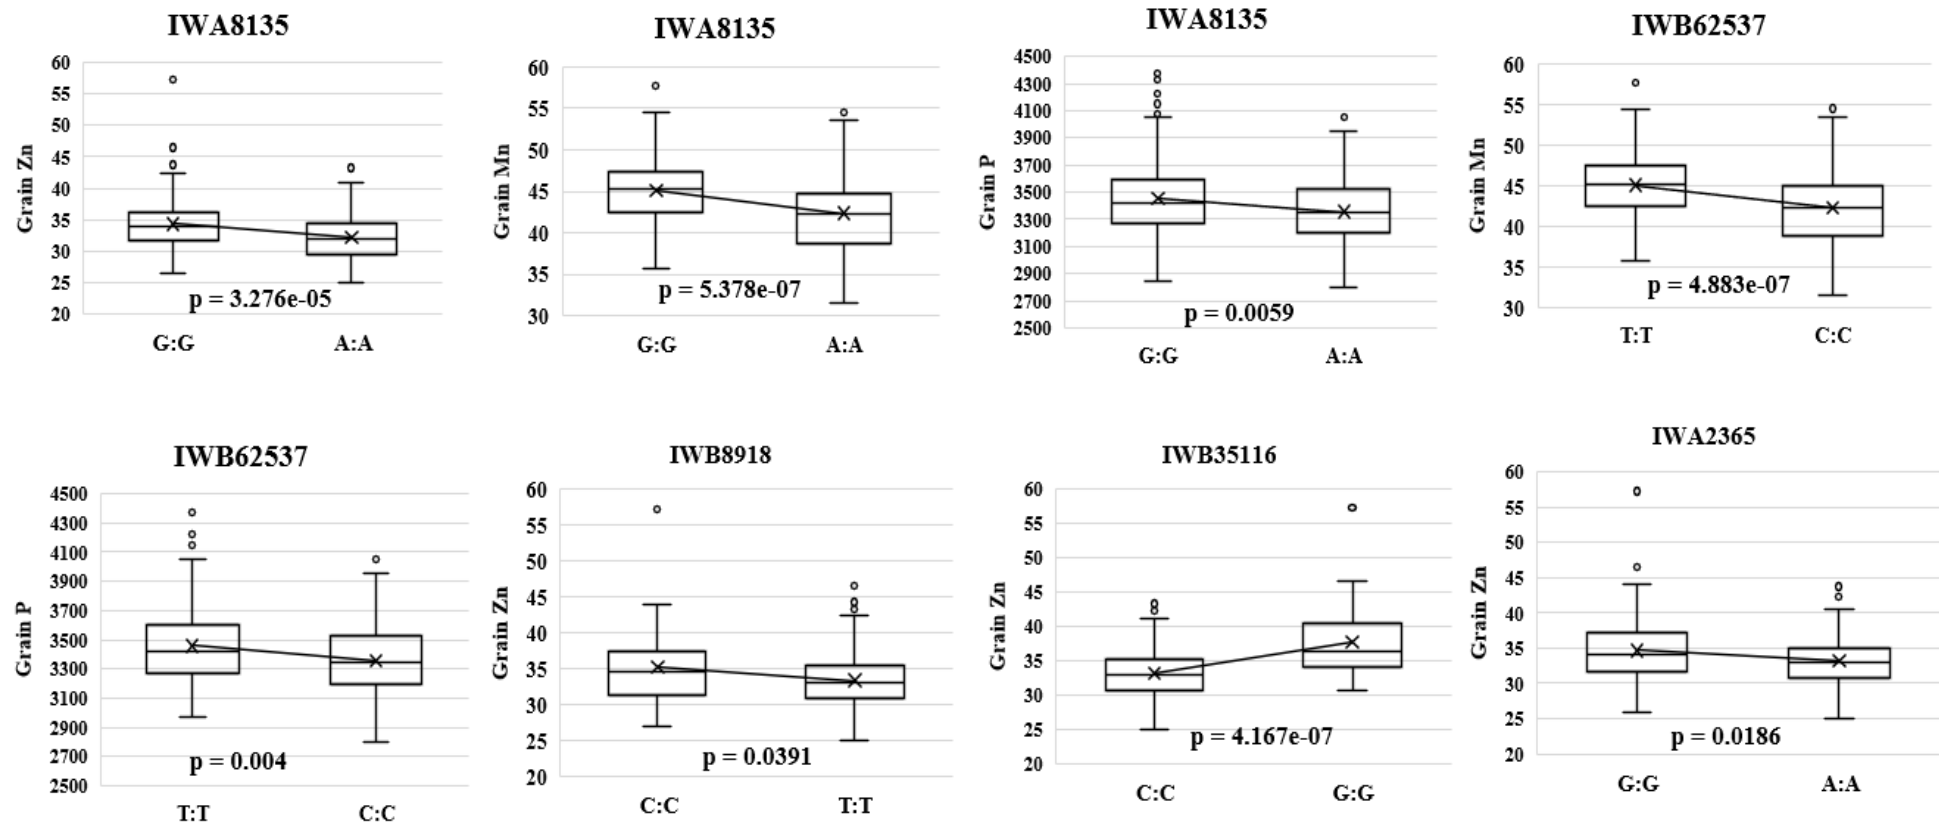 IWA8135
Grain Zn
60
55
50
45
40
35
30
25
20
p = 3.276e-05
G:G A:A
IWA8135
Grain Mn
60
55
50
45
40
35
30
p = 5.378e-07
G:G A:A
IWA8135
Grain P
4500
4300
4100
3900
3700
3500
3300
3100
2900
2700
2500
p = 0.0059
G:G A:A
IWB62537
Grain Mn
60
55
50
45
40
35
30
p = 4.883e-07
T:T C:C
IWB62537
Grain P
4500
4300
4100
3900
3700
3500
3300
3100
2900
2700
2500
p = 0.004
T:T C:C
IWB8918
Grain Zn
60
55
50
45
40
35
30
25
20
p = 0.0391
C:C T:T
IWB35116
Grain Zn
60
55
50
45
40
35
30
25
20
p = 4.167e-07
C:C G:G
IWA2365
Grain Zn
60
55
50
45
40
35
30
25
20
p = 0.0186
G:G A:A